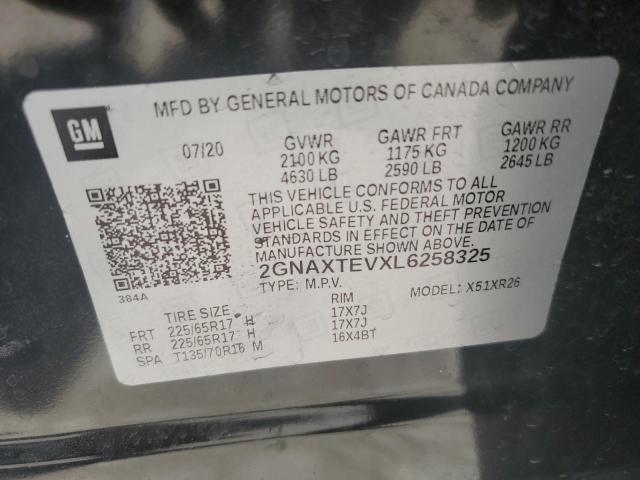 GM
MFD BY GENERAL MOTORS OF CANADA COMPANY
07/20 GVWR GAWR FRT GAWR RR
2100 KG 1175 KG 1200 KG
4630 LB 2590 LB 2645 LB
THIS VEHICLE CONFORMS TO ALL
APPLICABLE U.S. FEDERAL MOTOR
VEHICLE SAFETY AND THEFT PREVENTION
STANDARDS IN EFFECT ON THE DATE OF
MANUFACTURE SHOWN ABOVE.
2GNAXTEVXL6258325
384A
TYPE: M.P.V. MODEL: X51XR26
TIRE SIZE RIM
FRT 225/65R17 H 17X7J
RR 225/65R17 H 17X7J
SPA T135/70R16 M 16X4BT